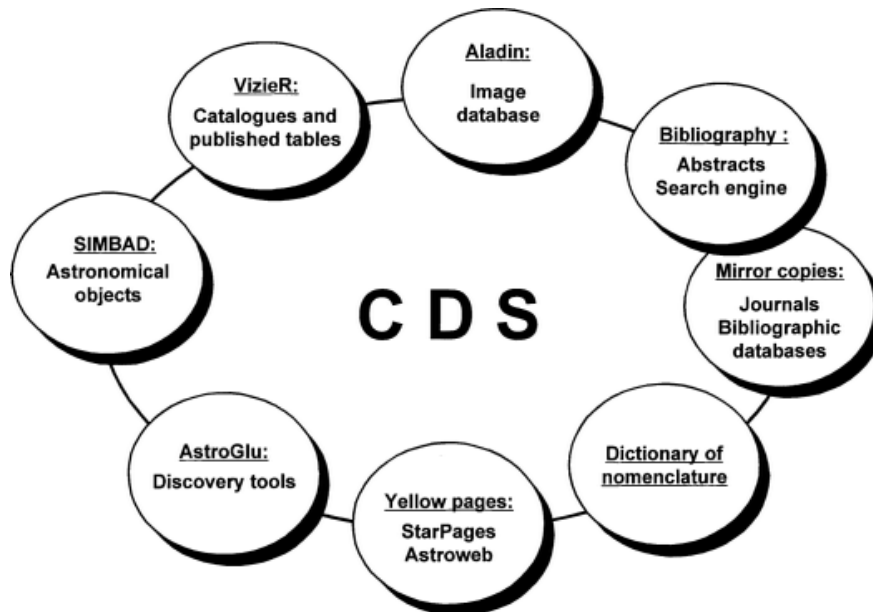 Aladin:
Image
database
VizieR:
Catalogues and
published tables
Bibliography :
Abstracts
Search engine
SIMBAD:
Astronomical
objects
Mirror copies:
Journals
Bibliographic
databases
C D S
AstroGlu:
Discovery tools
Dictionary of
nomenclature
Yellow pages:
StarPages
Astroweb